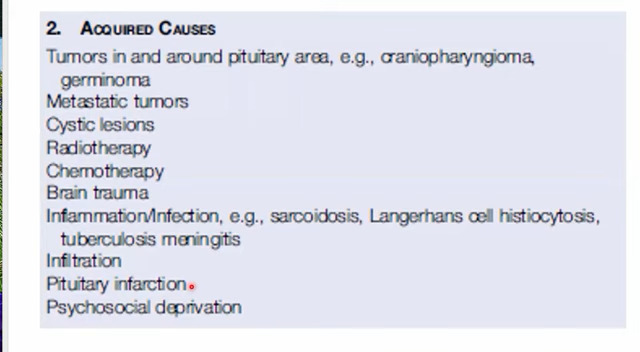 2. ACQUIRED CAUSES
Tumors in and around pituitary area, e.g., craniopharyngioma,
germinoma
Metastatic tumors
Cystic lesions
Radiotherapy
Chemotherapy
Brain trauma
Inflammation/Infection, e.g., sarcoidosis, Langerhans cell histiocytosis,
tuberculosis meningitis
Infiltration
Pituitary infarction
Psychosocial deprivation